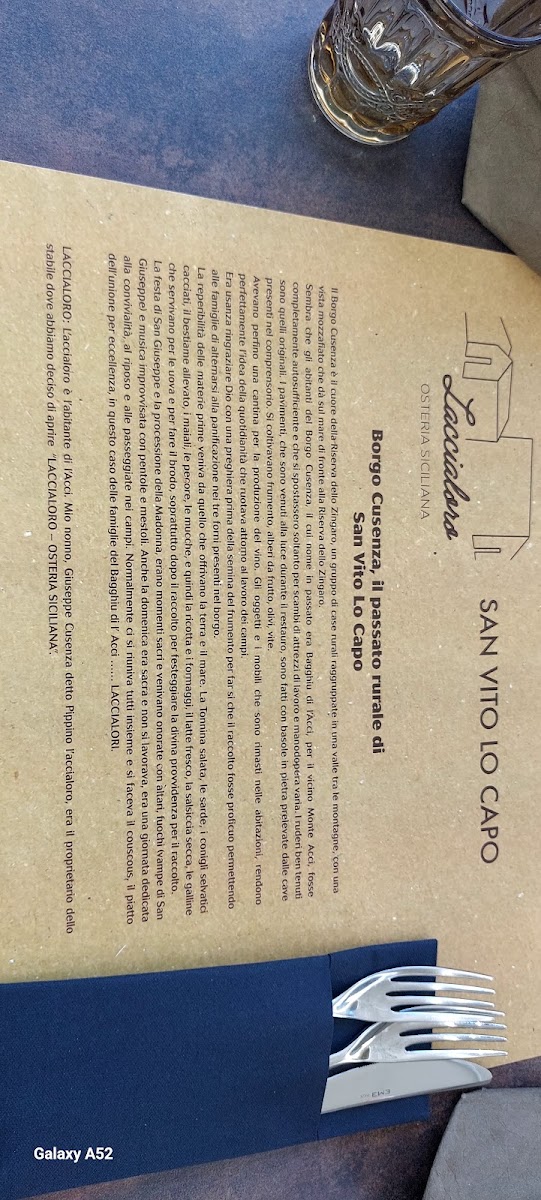 Laccialoro
OSTERIA SICILIANA
SAN VITO LO CAPO
Borgo Cusenza, il passato rurale di
San Vito Lo Capo
Il Borgo Cusenza è il cuore della Riserva dello Zingaro, un gruppo di case rurali raggruppate in una valle tra le montagne, con una
vista mozzafiato che dà sul mare di fronte alla Riserva dello Zingaro.
Sembra che gli abitanti del Borgo Cusenza, il cui nome in passato era Bagghiu di l'Acci, per il vicino Monte Acci, fosse
completamente autosufficiente e che si spostassero soltanto per scambi di attrezzi di lavoro e manodopera varia. I ruderi ben tenuti
sono quelli originali. I pavimenti, che sono venuti alla luce durante il restauro, sono fatti con basole in pietra prelevate dalle cave
presenti nel comprensorio. Si coltivavano frumento, alberi da frutto, olivi, vite.
Avevano perfino una cantina per la produzione del vino. Gli oggetti e i mobili che sono rimasti nelle abitazioni, rendono
perfettamente l'idea della quotidianità che ruotava attorno al lavoro dei campi.
Era usanza ringraziare Dio con una preghiera prima della semina del frumento per far sì che il raccolto fosse proficuo permettendo
alle famiglie di alternarsi alla panificazione nei tre forni presenti nel borgo.
La reperibilità delle materie prime veniva da quello che offrivano la terra e il mare. La Tonnina salata, le sarde, i conigli selvatici
cacciati, il bestiame allevato, i maiali, le pecore, le mucche, e quindi la ricotta e i formaggi, il latte fresco, la salsiccia secca, le galline
che servivano per le uova e per fare il brodo, soprattutto dopo il raccolto per festeggiare la divina provvidenza per il raccolto.
La festa di San Giuseppe e la processione della Madonna, erano momenti sacri e venivano onorate con àltari, fuochi (vampe di San
Giuseppe e musica improvvisata con pentole e mestoli. Anche la domenica era sacra e non si lavorava, era una giornata dedicata
alla convivialità, al riposo e alle passeggiate nei campi. Normalmente ci si riuniva tutti insieme e si faceva il couscous, il piatto
dell'unione per eccellenza, in questo caso delle famiglie del Bagghiu di l' Acci ...... LACCIALORI.
LACCIALORO: L'accialoro è l'abitante di l'Acci. Mio nonno, Giuseppe Cusenza detto Pippino l'accialoro, era il proprietario dello
stabile dove abbiamo deciso di aprire "LACCIALORO – OSTERIA SICILIANA".
Galaxy A52